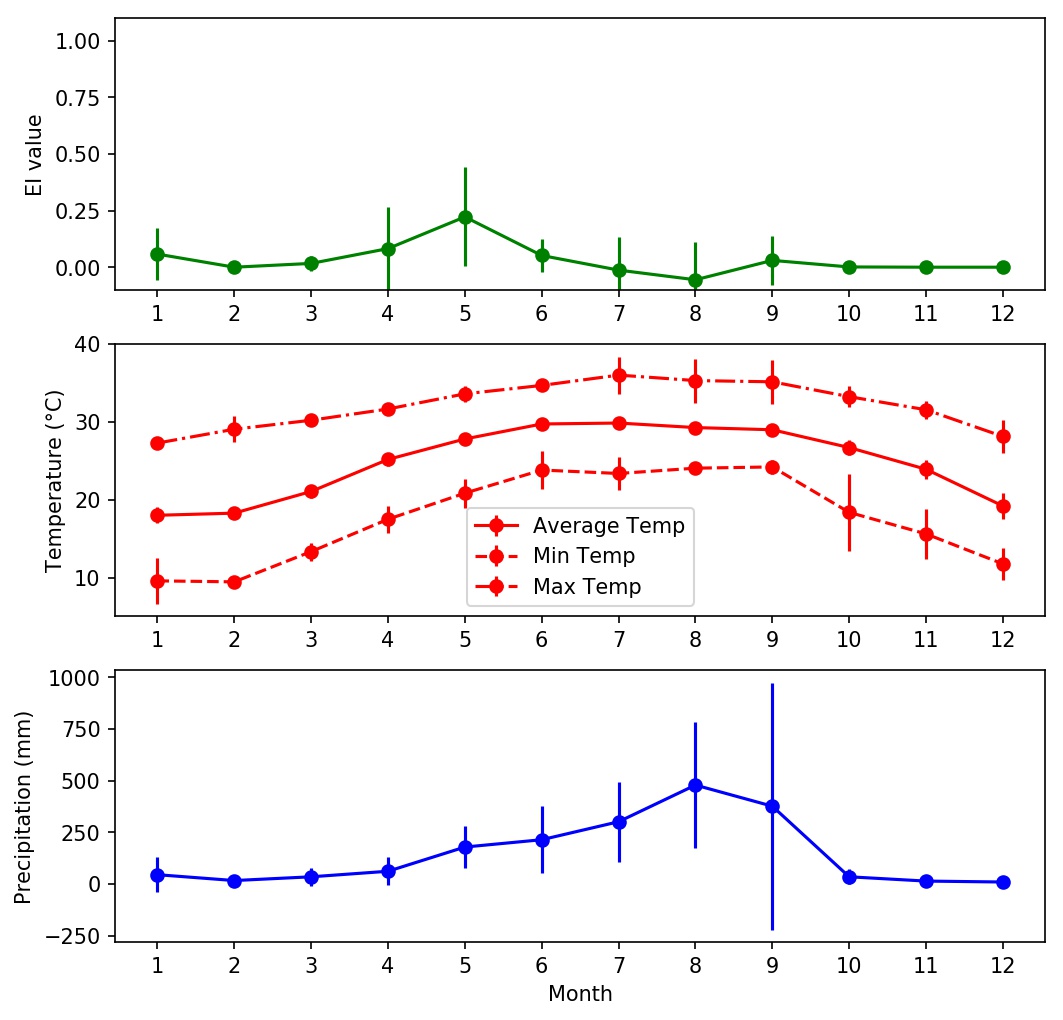 EI value
1.00
0.75
0.50
0.25
0.00
1 2 3 4 5 6 7 8 9 10 11 12
Temperature (°C)
40
30
20
10
Average Temp
Min Temp
Max Temp
1 2 3 4 5 6 7 8 9 10 11 12
Precipitation (mm)
1000
750
500
250
0
−250
1 2 3 4 5 6 7 8 9 10 11 12
Month